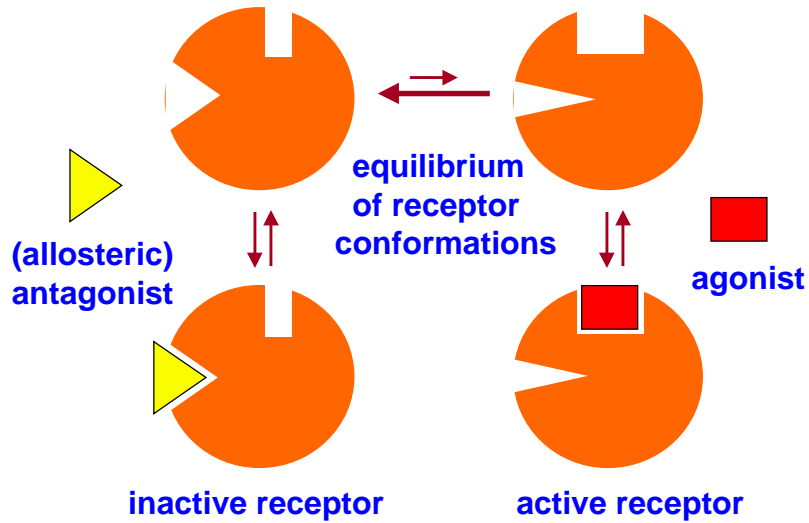 equilibrium
of receptor
conformations
(allosteric)
antagonist
agonist
inactive receptor
active receptor